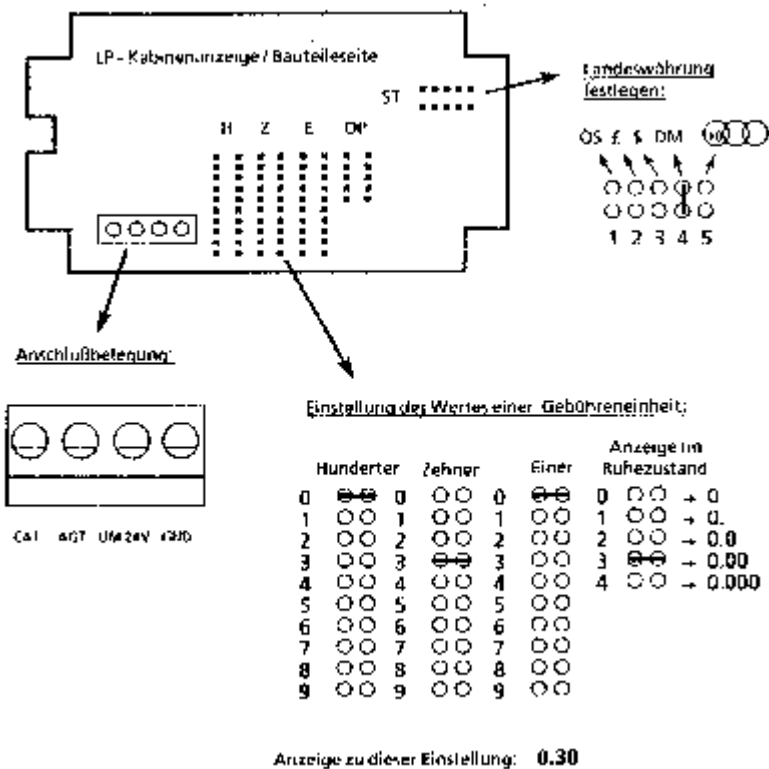 LP - Kabinenanzeige / Bauteileseite
ST
H Z E DP
Landeswährung
festlegen:
ÖS £ $ DM
1 2 3 4 5
Anschlußbelegung:
GND
Einstellung des Wertes einer Gebühreneinheit:
Hunderter Zehner Einer Anzeige im Ruhezustand
0 0 0 0 → 0
1 1 1 1 → 0.
2 2 2 2 → 0.0
3 3 3 3 → 0.00
4 4 4 4 → 0.000
5 5 5
6 6 6
7 7 7
8 8 8
9 9 9
Anzeige zu dieser Einstellung: 0.30